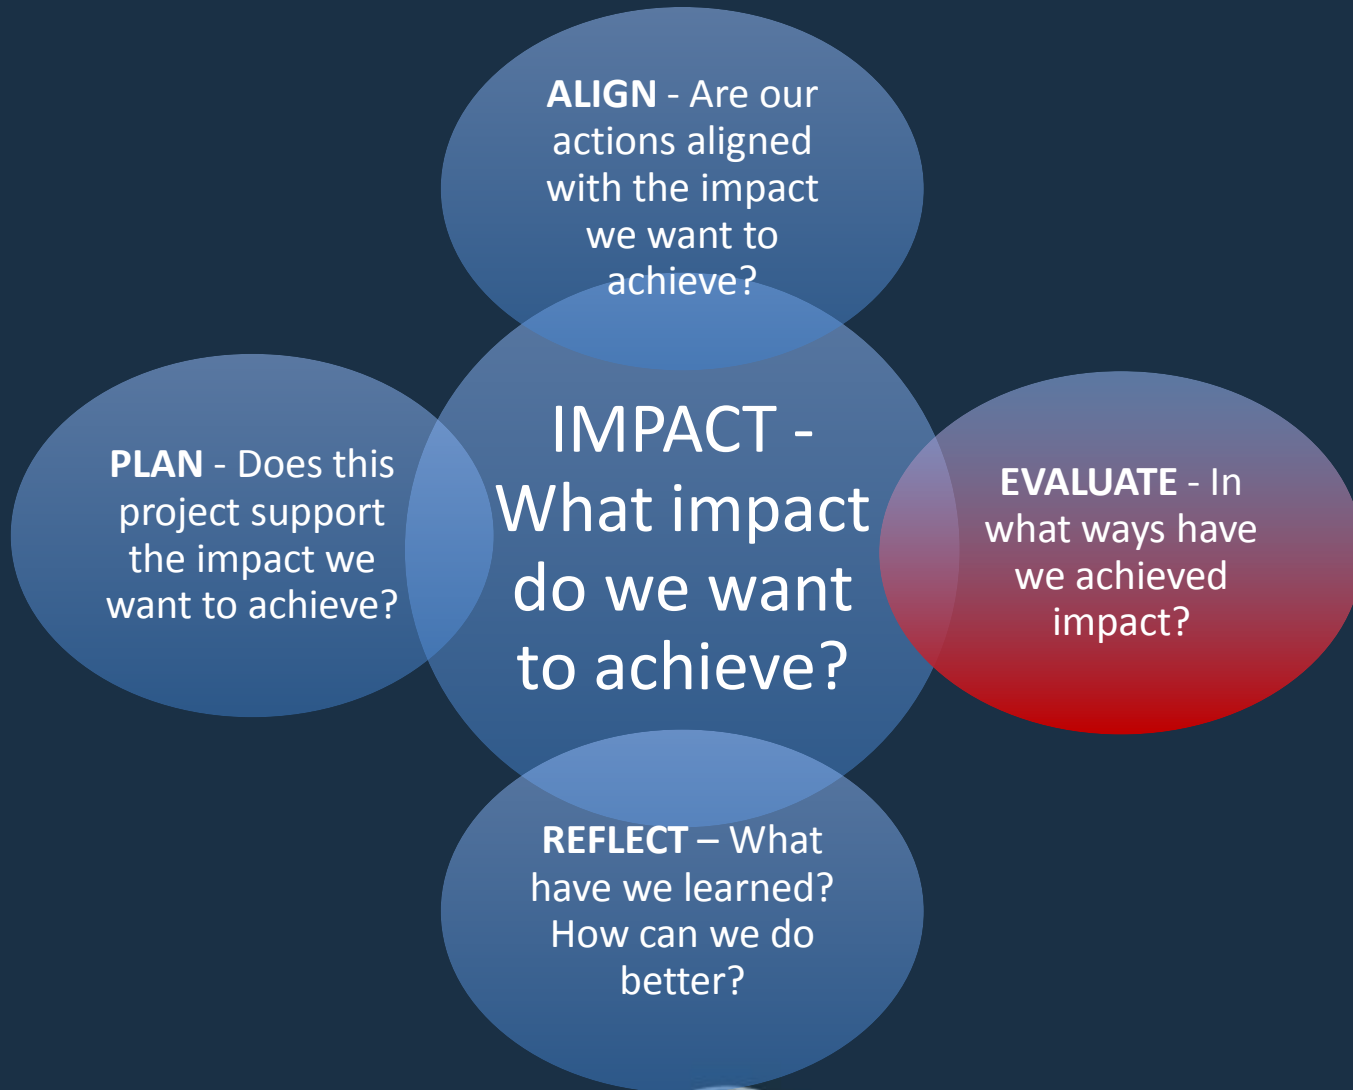 ALIGN - Are our
actions aligned
with the impact
we want to
achieve?
PLAN - Does this
project support
the impact we
want to achieve?
IMPACT -
What impact
do we want
to achieve?
EVALUATE - In
what ways have
we achieved
impact?
REFLECT – What
have we learned?
How can we do
better?